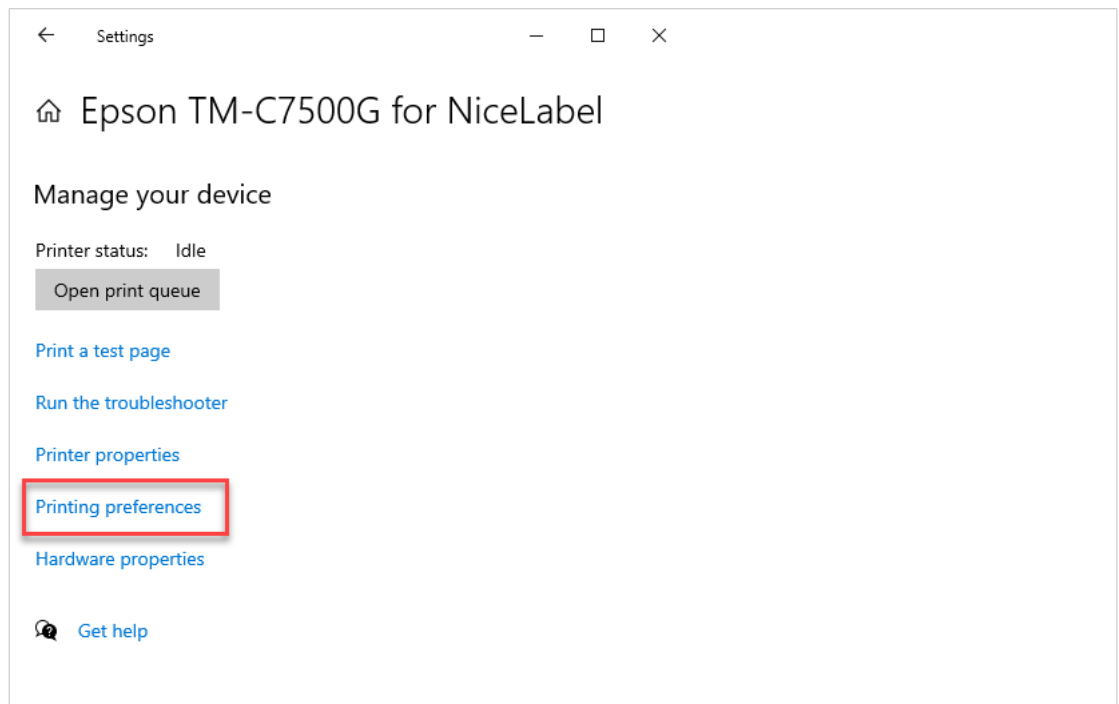 Settings
Epson TM-C7500G for NiceLabel
Manage your device
Printer status: Idle
Open print queue
Print a test page
Run the troubleshooter
Printer properties
Printing preferences
Hardware properties
Get help